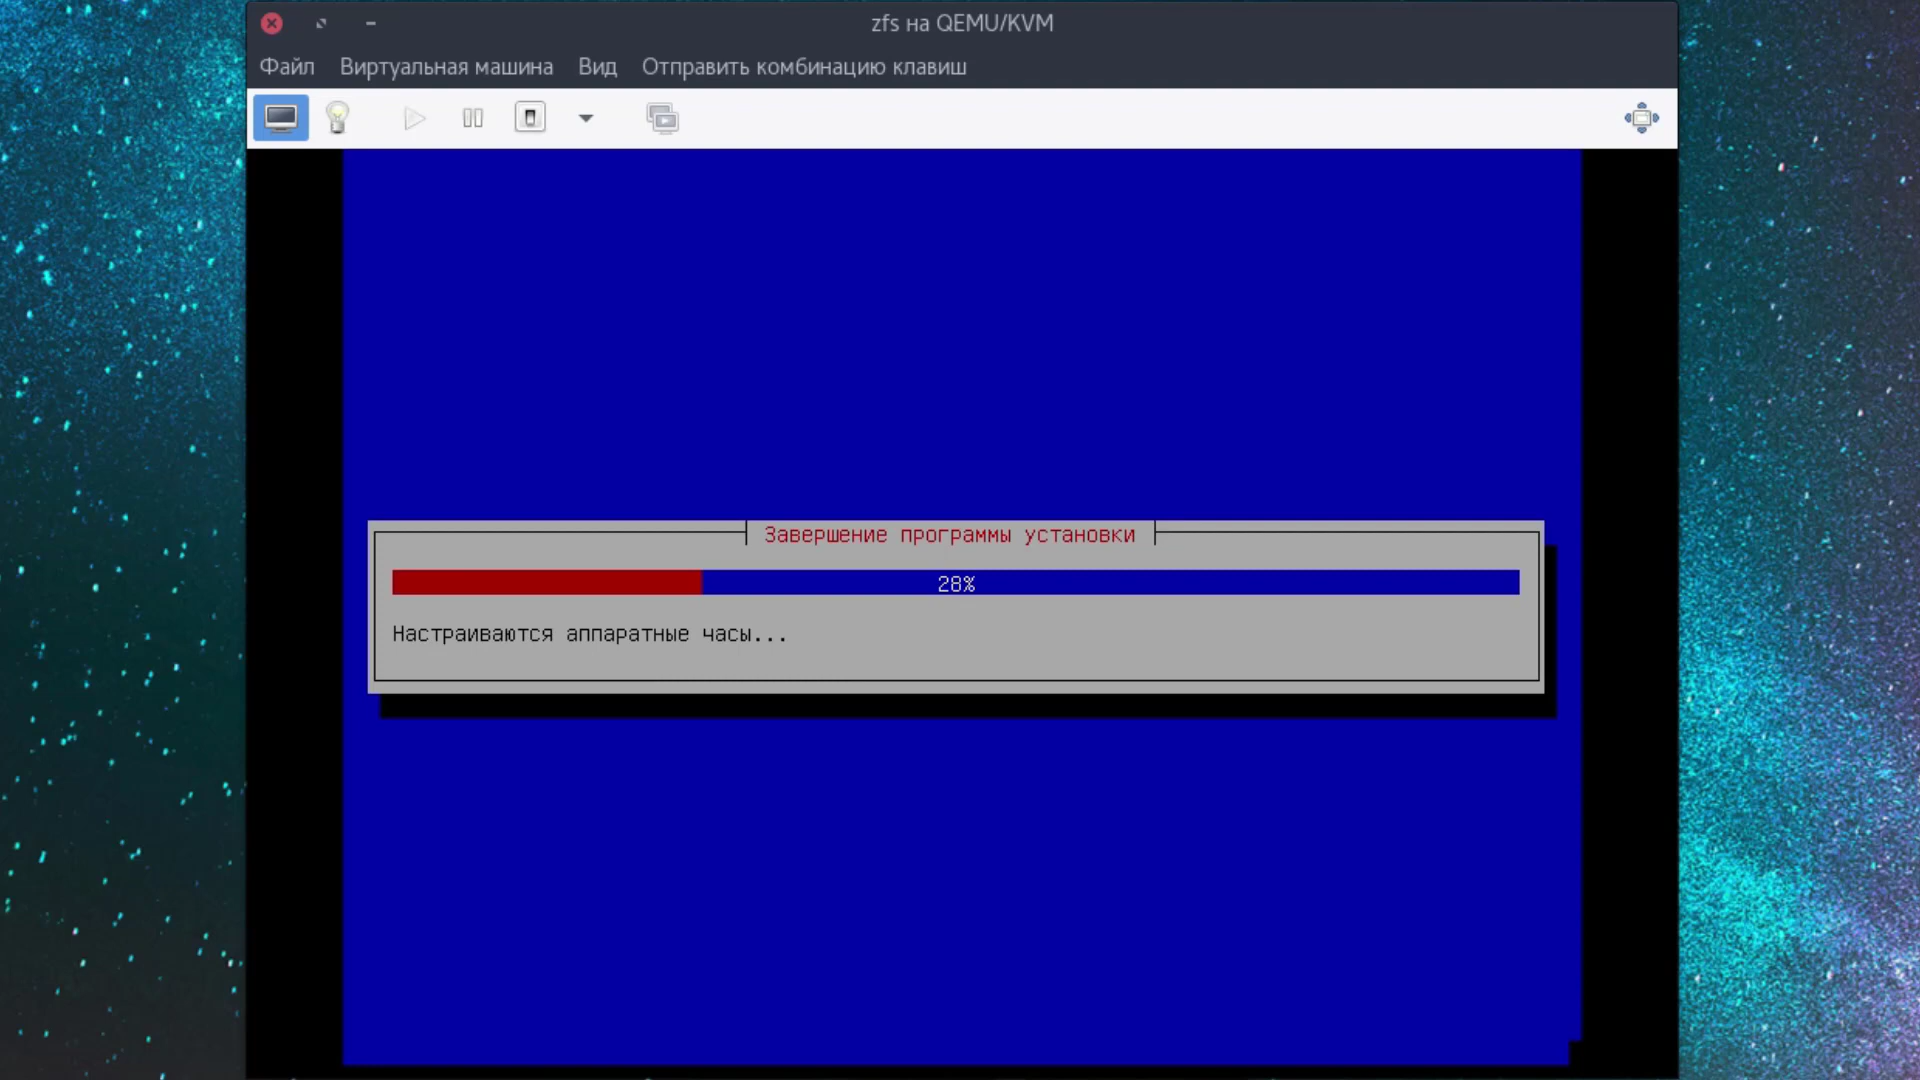 zfs на QEMU/KVM
Файл Виртуальная машина Вид Отправить комбинацию клавиш
Завершение программы установки
28%
Настраиваются аппаратные часы...